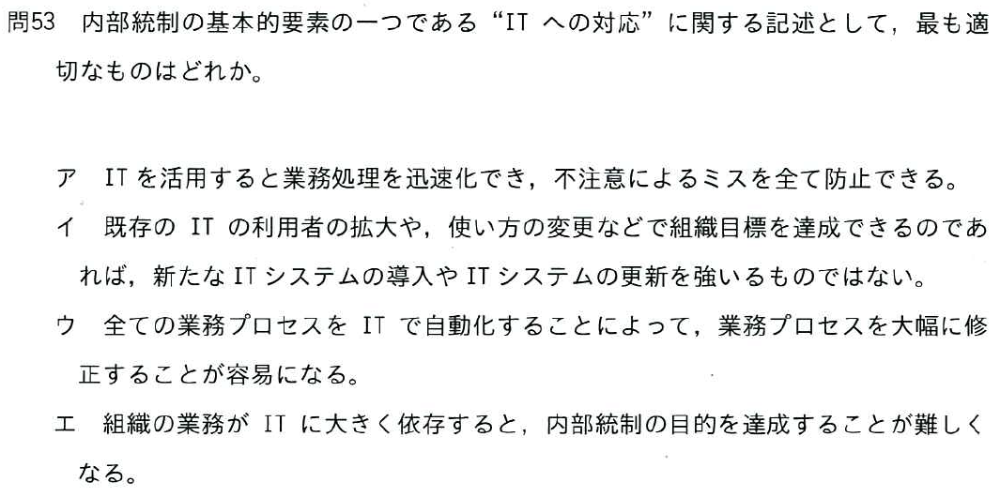 問53 内部統制の基本的要素の一つである“IT への対応”に関する記述として，最も適
切なものはどれか。
ア IT を活用すると業務処理を迅速化でき，不注意によるミスを全て防止できる。
イ 既存の IT の利用者の拡大や，使い方の変更などで組織目標を達成できるのであ
れば，新たな IT システムの導入や IT システムの更新を強いるものではない。
ウ 全ての業務プロセスを IT で自動化することによって，業務プロセスを大幅に修
正することが容易になる。
エ 組織の業務が IT に大きく依存すると，内部統制の目的を達成することが難しく
なる。